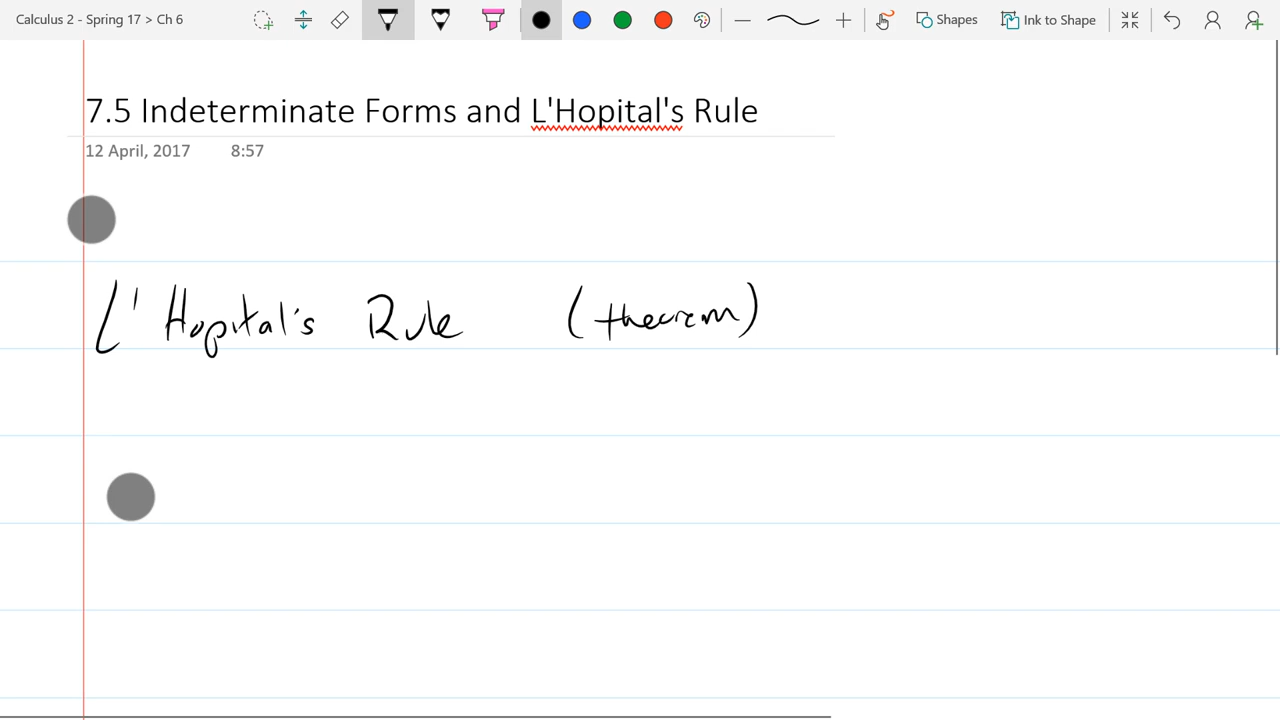 Calculus 2 - Spring 17 > Ch 6
Shapes
Ink to Shape
7.5 Indeterminate Forms and L'Hopital's Rule
12 April, 2017 8:57
L'Hopital's Rule (theorem)